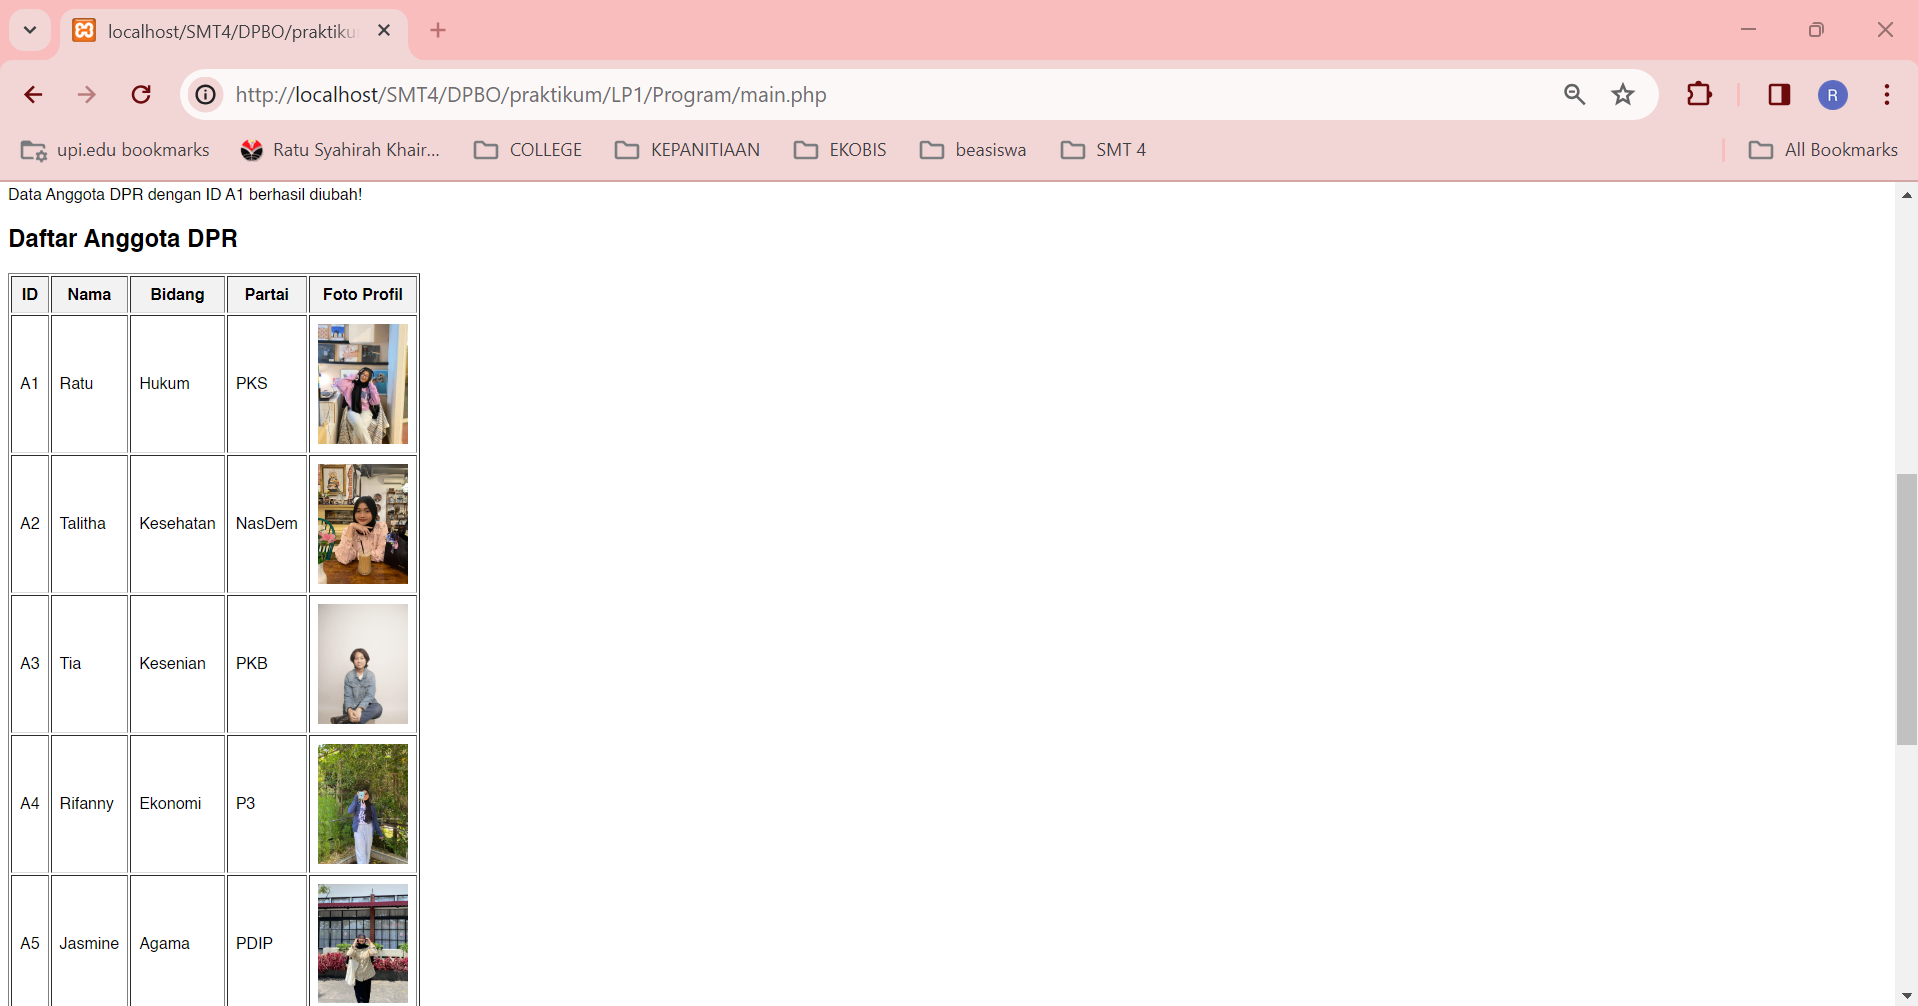 localhost/SMT4/DPBO/praktiku
http://localhost/SMT4/DPBO/praktikum/LP1/Program/main.php
R
upi.edu bookmarks
Ratu Syahirah Khair...
COLLEGE
KEPANITIAAN
EKOBIS
beasiswa
SMT 4
All Bookmarks
Data Anggota DPR dengan ID A1 berhasil diubah!
Daftar Anggota DPR
ID Nama Bidang Partai Foto Profil
A1 Ratu Hukum PKS
A2 Talitha Kesehatan NasDem
A3 Tia Kesenian PKB
A4 Rifanny Ekonomi P3
A5 Jasmine Agama PDIP